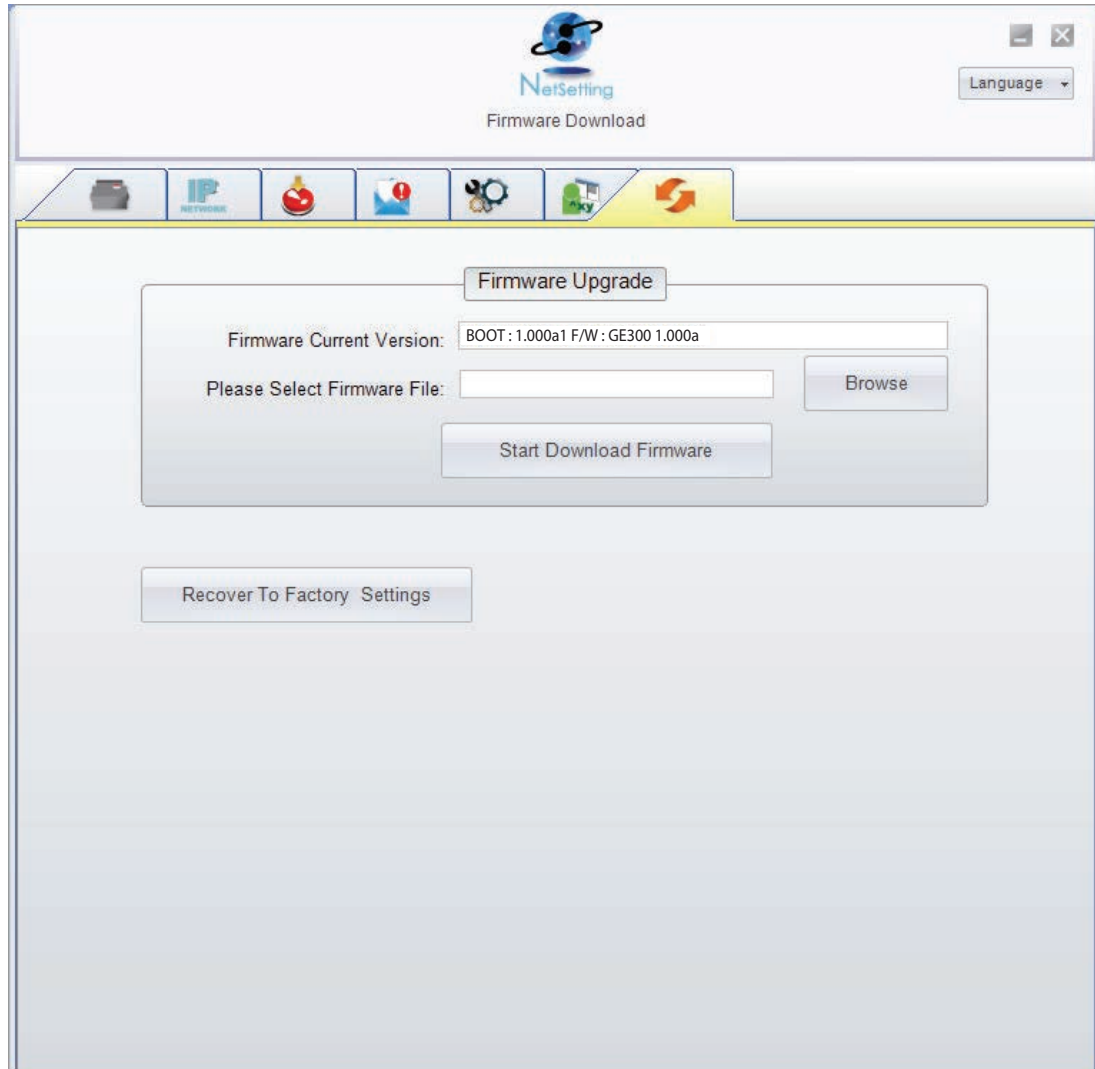 NetSetting
Firmware Download
Language
IP
NETWORK
Firmware Upgrade
Firmware Current Version: BOOT : 1.000a1 F/W : GE300 1.000a
Please Select Firmware File:
Browse
Start Download Firmware
Recover To Factory Settings